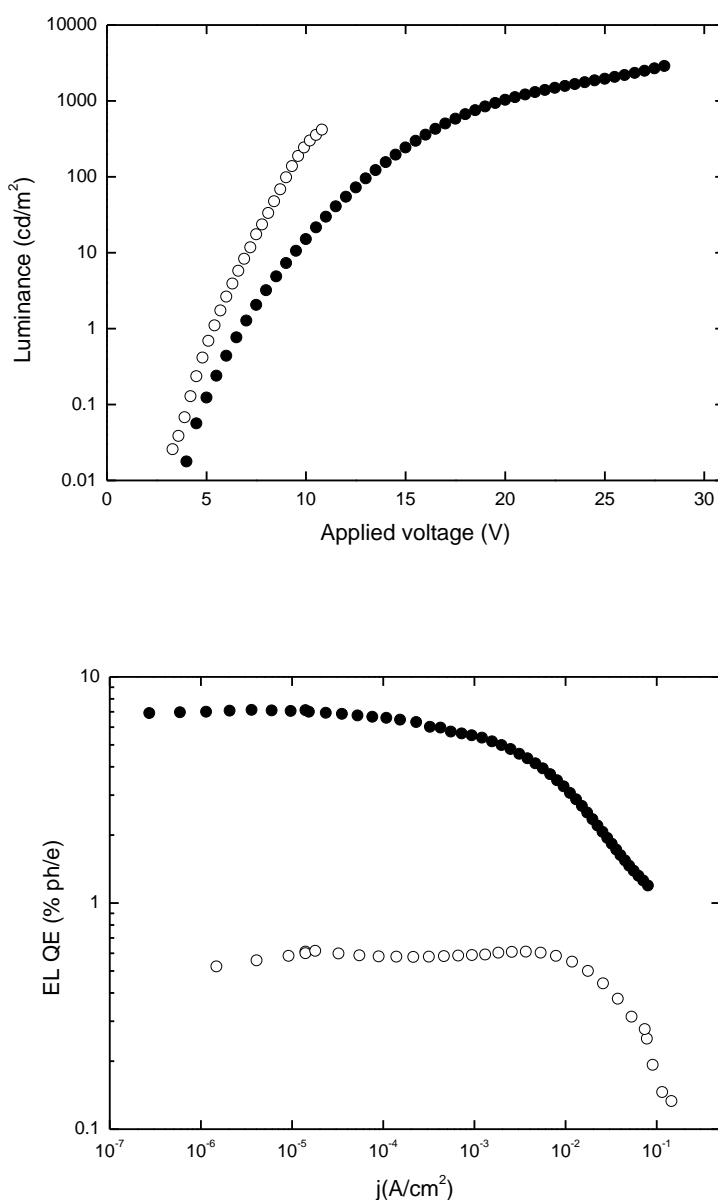 10000
1000
100
10
1
0.1
0.01
Luminance (cd/m²)
0 5 10 15 20 25 30
Applied voltage (V)
10
1
0.1
EL QE (% ph/e)
10⁻⁷ 10⁻⁶ 10⁻⁵ 10⁻⁴ 10⁻³ 10⁻² 10⁻¹
j(A/cm²)